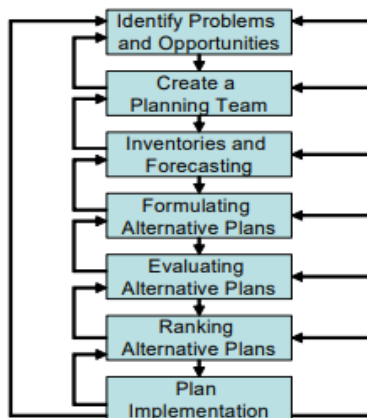 Identify Problems
and Opportunities
Create a
Planning Team
Inventories and
Forecasting
Formulating
Alternative Plans
Evaluating
Alternative Plans
Ranking
Alternative Plans
Plan
Implementation